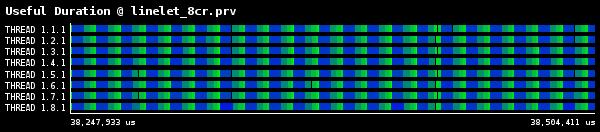 Useful Duration @ linelet_8cr.prv
THREAD 1.1.1
THREAD 1.2.1
THREAD 1.3.1
THREAD 1.4.1
THREAD 1.5.1
THREAD 1.6.1
THREAD 1.7.1
THREAD 1.8.1
38,247,933 us 38,504,411 us